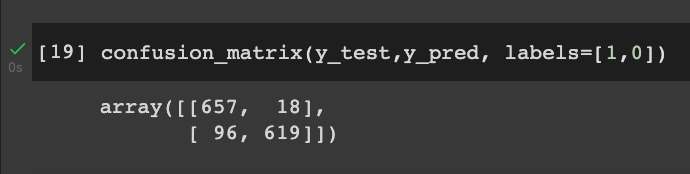 [19] confusion_matrix(y_test,y_pred, labels=[1,0])
0s
array([[657,  18],
       [ 96, 619]])